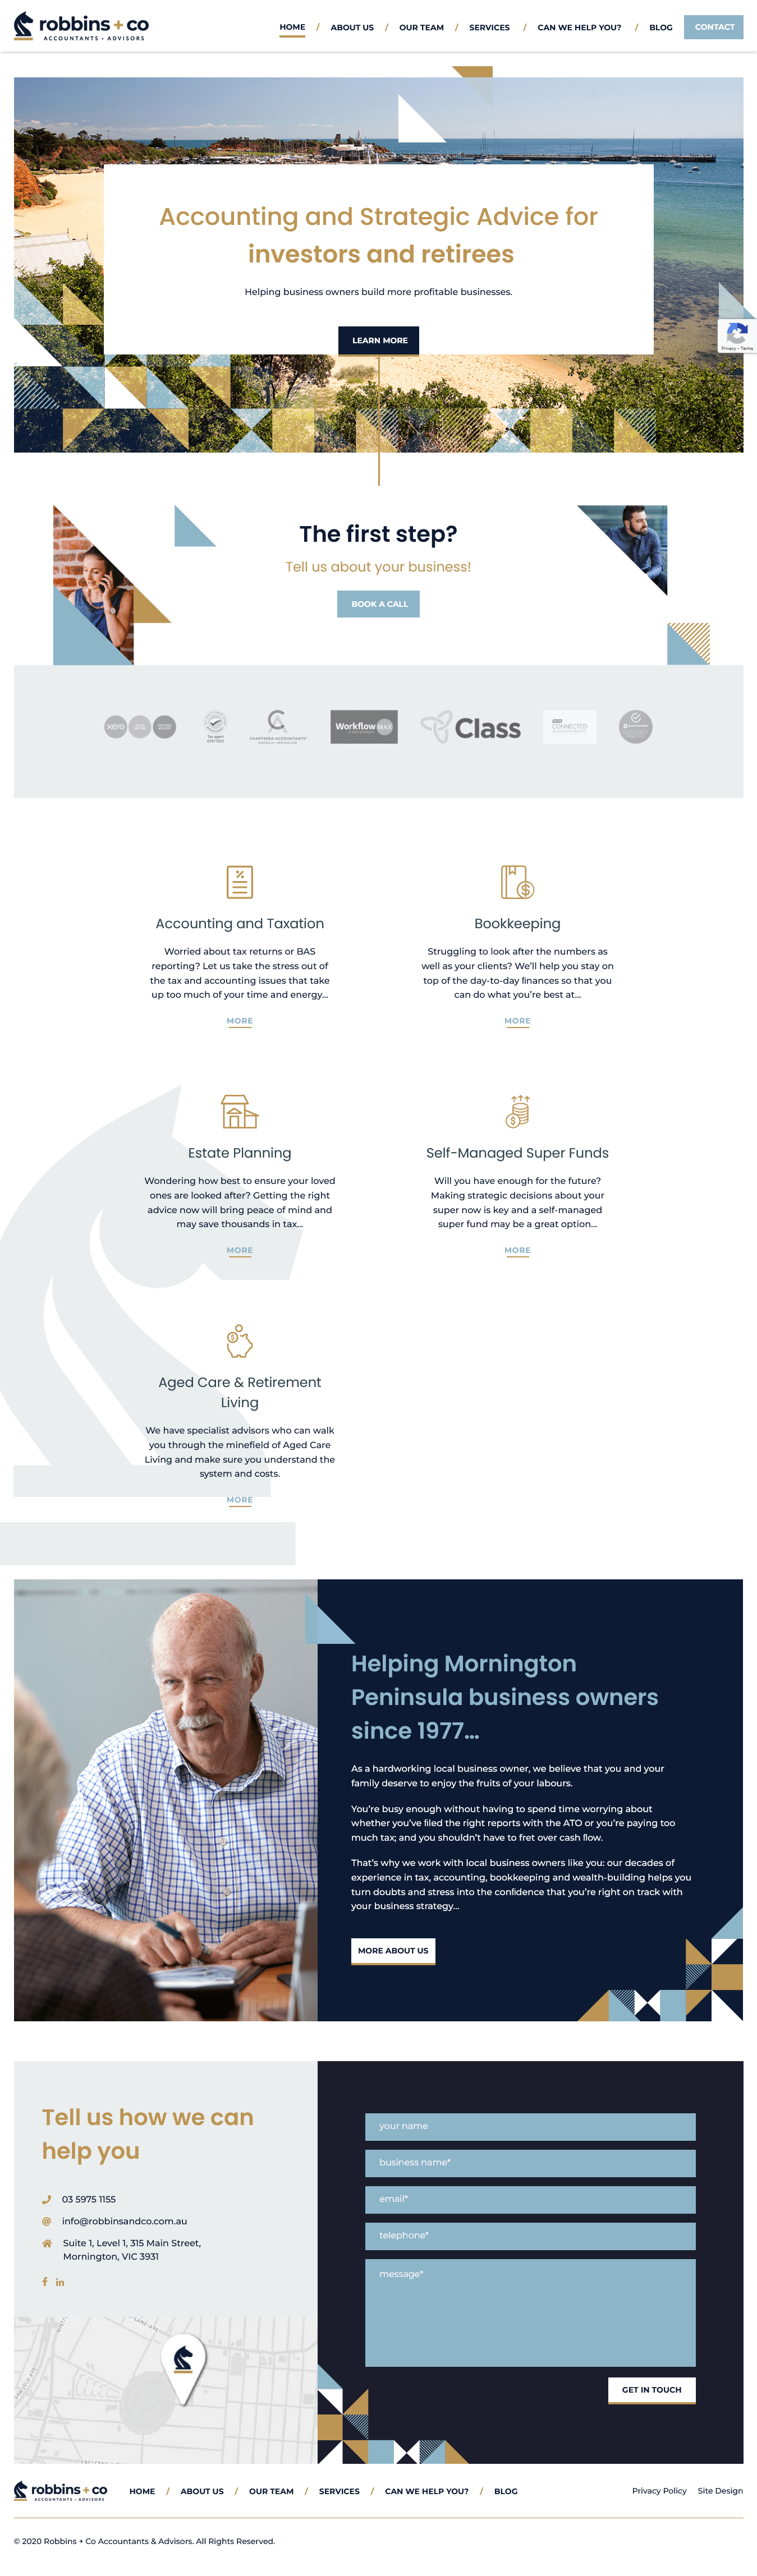 robbins + co
ACCOUNTANTS + ADVISORS
HOME / ABOUT US / OUR TEAM / SERVICES / CAN WE HELP YOU? / BLOG CONTACT
Accounting and Strategic Advice for
investors and retirees
Helping business owners build more profitable businesses.
LEARN MORE
Privacy - Terms
The first step?
Tell us about your business!
BOOK A CALL
xero
Tax agent
CHARTERED ACCOUNTANTS
Workflow MAX
Class
CONNECTED
Accounting and Taxation
Worried about tax returns or BAS
reporting? Let us take the stress out of
the tax and accounting issues that take
up too much of your time and energy...
MORE
Bookkeeping
Struggling to look after the numbers as
well as your clients? We'll help you stay on
top of the day-to-day finances so that you
can do what you're best at...
MORE
Estate Planning
Wondering how best to ensure your loved
ones are looked after? Getting the right
advice now will bring peace of mind and
may save thousands in tax...
MORE
Self-Managed Super Funds
Will you have enough for the future?
Making strategic decisions about your
super now is key and a self-managed
super fund may be a great option...
MORE
Aged Care & Retirement
Living
We have specialist advisors who can walk
you through the minefield of Aged Care
Living and make sure you understand the
system and costs.
MORE
Helping Mornington
Peninsula business owners
since 1977...
As a hardworking local business owner, we believe that you and your
family deserve to enjoy the fruits of your labours.
You're busy enough without having to spend time worrying about
whether you've filed the right reports with the ATO or you're paying too
much tax; and you shouldn't have to fret over cash flow.
That's why we work with local business owners like you: our decades of
experience in tax, accounting, bookkeeping and wealth-building helps you
turn doubts and stress into the confidence that you're right on track with
your business strategy...
MORE ABOUT US
Tell us how we can
help you
03 5975 1155
info@robbinsandco.com.au
Suite 1, Level 1, 315 Main Street,
Mornington, VIC 3931
your name
business name*
email*
telephone*
message*
GET IN TOUCH
robbins + co
ACCOUNTANTS + ADVISORS
HOME / ABOUT US / OUR TEAM / SERVICES / CAN WE HELP YOU? / BLOG
Privacy Policy Site Design
© 2020 Robbins + Co Accountants & Advisors. All Rights Reserved.